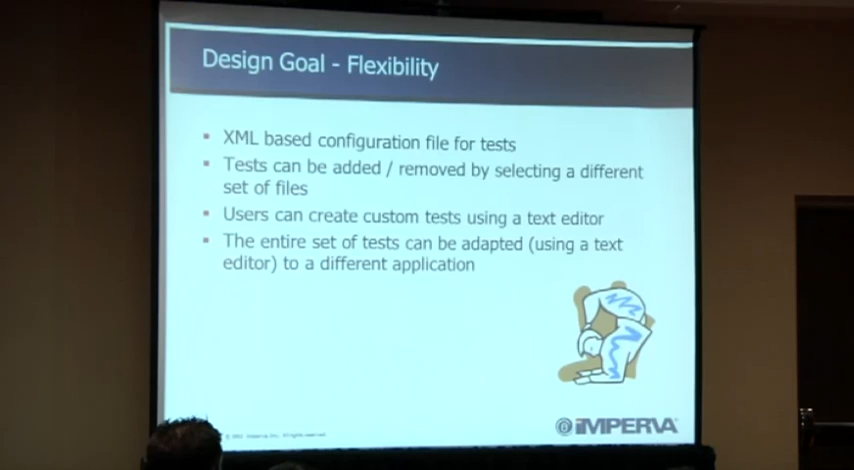 Design Goal - Flexibility
XML based configuration file for tests
Tests can be added / removed by selecting a different
set of files
Users can create custom tests using a text editor
The entire set of tests can be adapted (using a text
editor) to a different application
iMPERVA